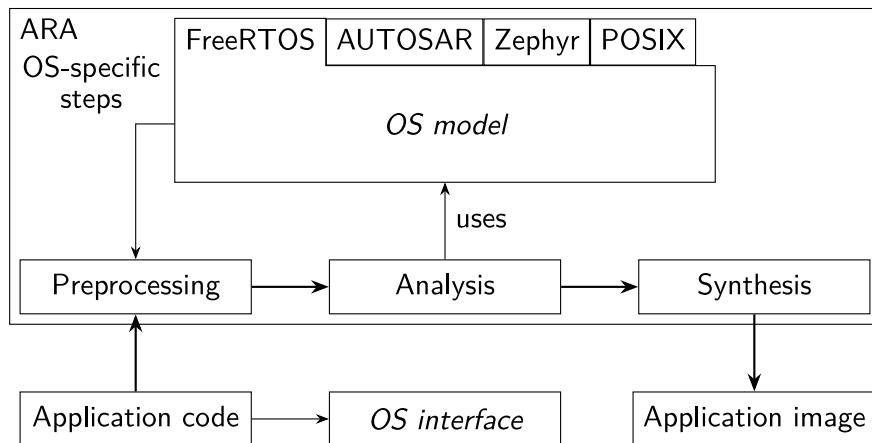 ARA
FreeRTOS
AUTOSAR
Zephyr
POSIX
OS-specific
steps
OS model
uses
Preprocessing
Analysis
Synthesis
Application code
OS interface
Application image